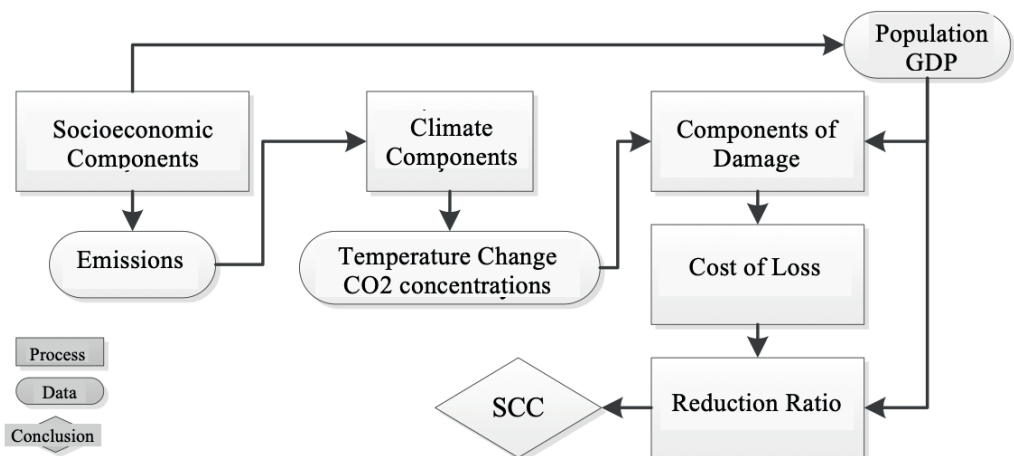 Population
GDP
Socioeconomic
Components
Climate
Components
Components of
Damage
Emissions
Temperature Change
CO2 concentrations
Cost of Loss
Process
Data
Conclusion
SCC
Reduction Ratio